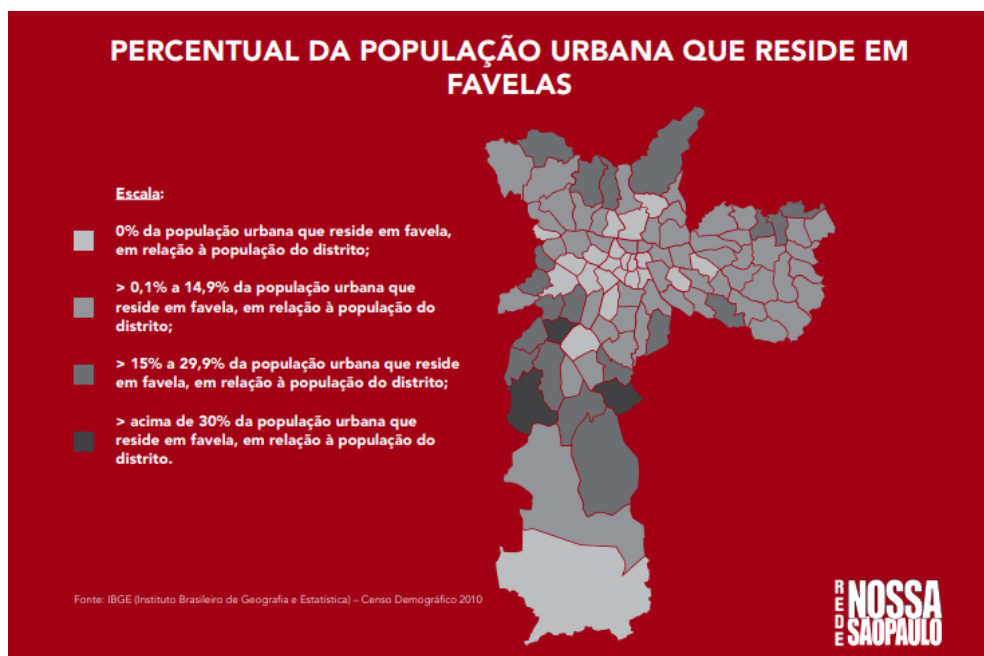 PERCENTUAL DA POPULAÇÃO URBANA QUE RESIDE EM
FAVELAS
Escala:
0% da população urbana que reside em favela,
em relação à população do distrito;
> 0,1% a 14,9% da população urbana que
reside em favela, em relação à população do
distrito;
> 15% a 29,9% da população urbana que reside
em favela, em relação à população do distrito;
> acima de 30% da população urbana que
reside em favela, em relação à população do
distrito.
Fonte: IBGE (Instituto Brasileiro de Geografia e Estatística) – Censo Demográfico 2010
REDE
NOSSA
SÃOPAULO